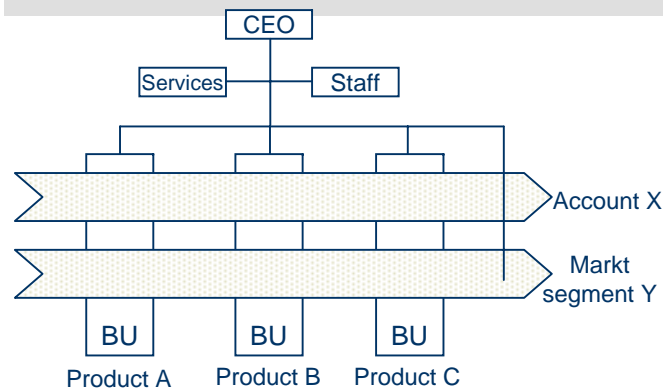 CEO
Services
Staff
Account X
Markt
segment Y
BU
BU
BU
Product A
Product B
Product C